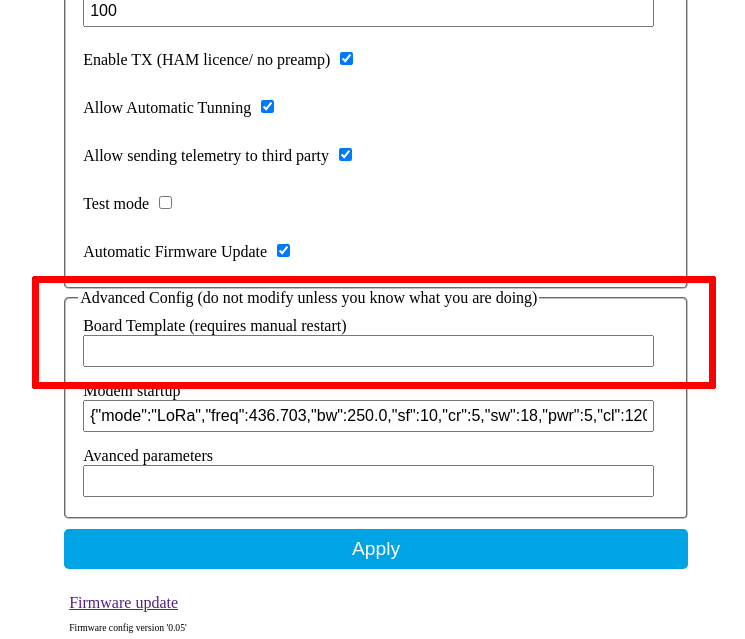 100
Enable TX (HAM licence/ no preamp)
Allow Automatic Tunning
Allow sending telemetry to third party
Test mode
Automatic Firmware Update
Advanced Config (do not modify unless you know what you are doing)
Board Template (requires manual restart)
Modem startup
{"mode":"LoRa","freq":436.703,"bw":250.0,"sf":10,"cr":5,"sw":18,"pwr":5,"cl":120
Avanced parameters
Apply
Firmware update
Firmware config version '0.05'